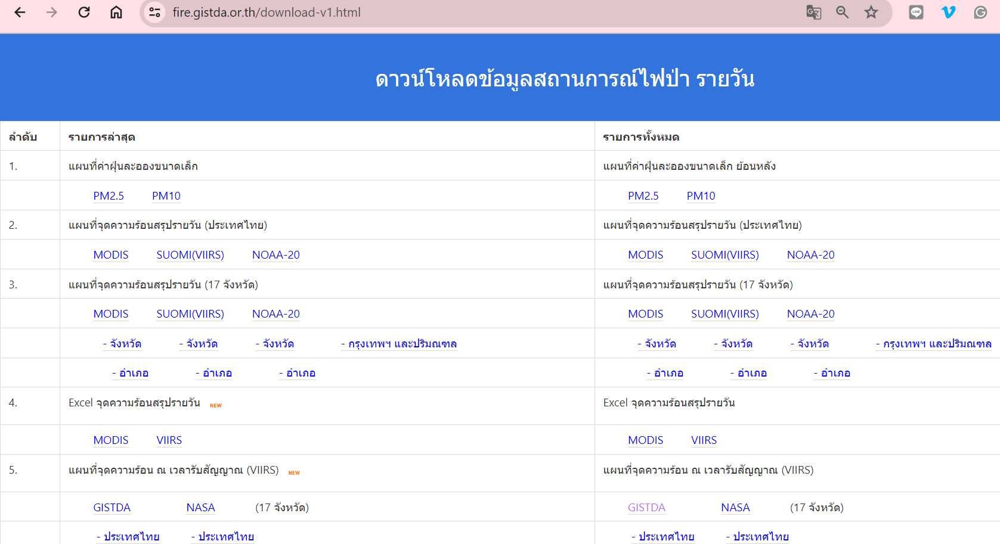 fire.gistda.or.th/download-v1.html
ดาวน์โหลดข้อมูลสถานการณ์ไฟป่า รายวัน
ลำดับ รายการล่าสุด รายการทั้งหมด
1. แผนที่ค่าฝุ่นละอองขนาดเล็ก แผนที่ค่าฝุ่นละอองขนาดเล็ก ย้อนหลัง
PM2.5 PM10 PM2.5 PM10
2. แผนที่จุดความร้อนสรุปรายวัน (ประเทศไทย) แผนที่จุดความร้อนสรุปรายวัน (ประเทศไทย)
MODIS SUOMI(VIIRS) NOAA-20 MODIS SUOMI(VIIRS) NOAA-20
3. แผนที่จุดความร้อนสรุปรายวัน (17 จังหวัด) แผนที่จุดความร้อนสรุปรายวัน (17 จังหวัด)
MODIS SUOMI(VIIRS) NOAA-20 MODIS SUOMI(VIIRS) NOAA-20
- จังหวัด - จังหวัด - จังหวัด - กรุงเทพฯ และปริมณฑล - จังหวัด - จังหวัด - จังหวัด - กรุงเทพฯ และปริมณฑล
- อำเภอ - อำเภอ - อำเภอ - อำเภอ - อำเภอ - อำเภอ
4. Excel จุดความร้อนสรุปรายวัน NEW Excel จุดความร้อนสรุปรายวัน
MODIS VIIRS MODIS VIIRS
5. แผนที่จุดความร้อน ณ เวลารับสัญญาณ (VIIRS) NEW แผนที่จุดความร้อน ณ เวลารับสัญญาณ (VIIRS)
GISTDA NASA (17 จังหวัด) GISTDA NASA (17 จังหวัด)
- ประเทศไทย - ประเทศไทย - ประเทศไทย - ประเทศไทย